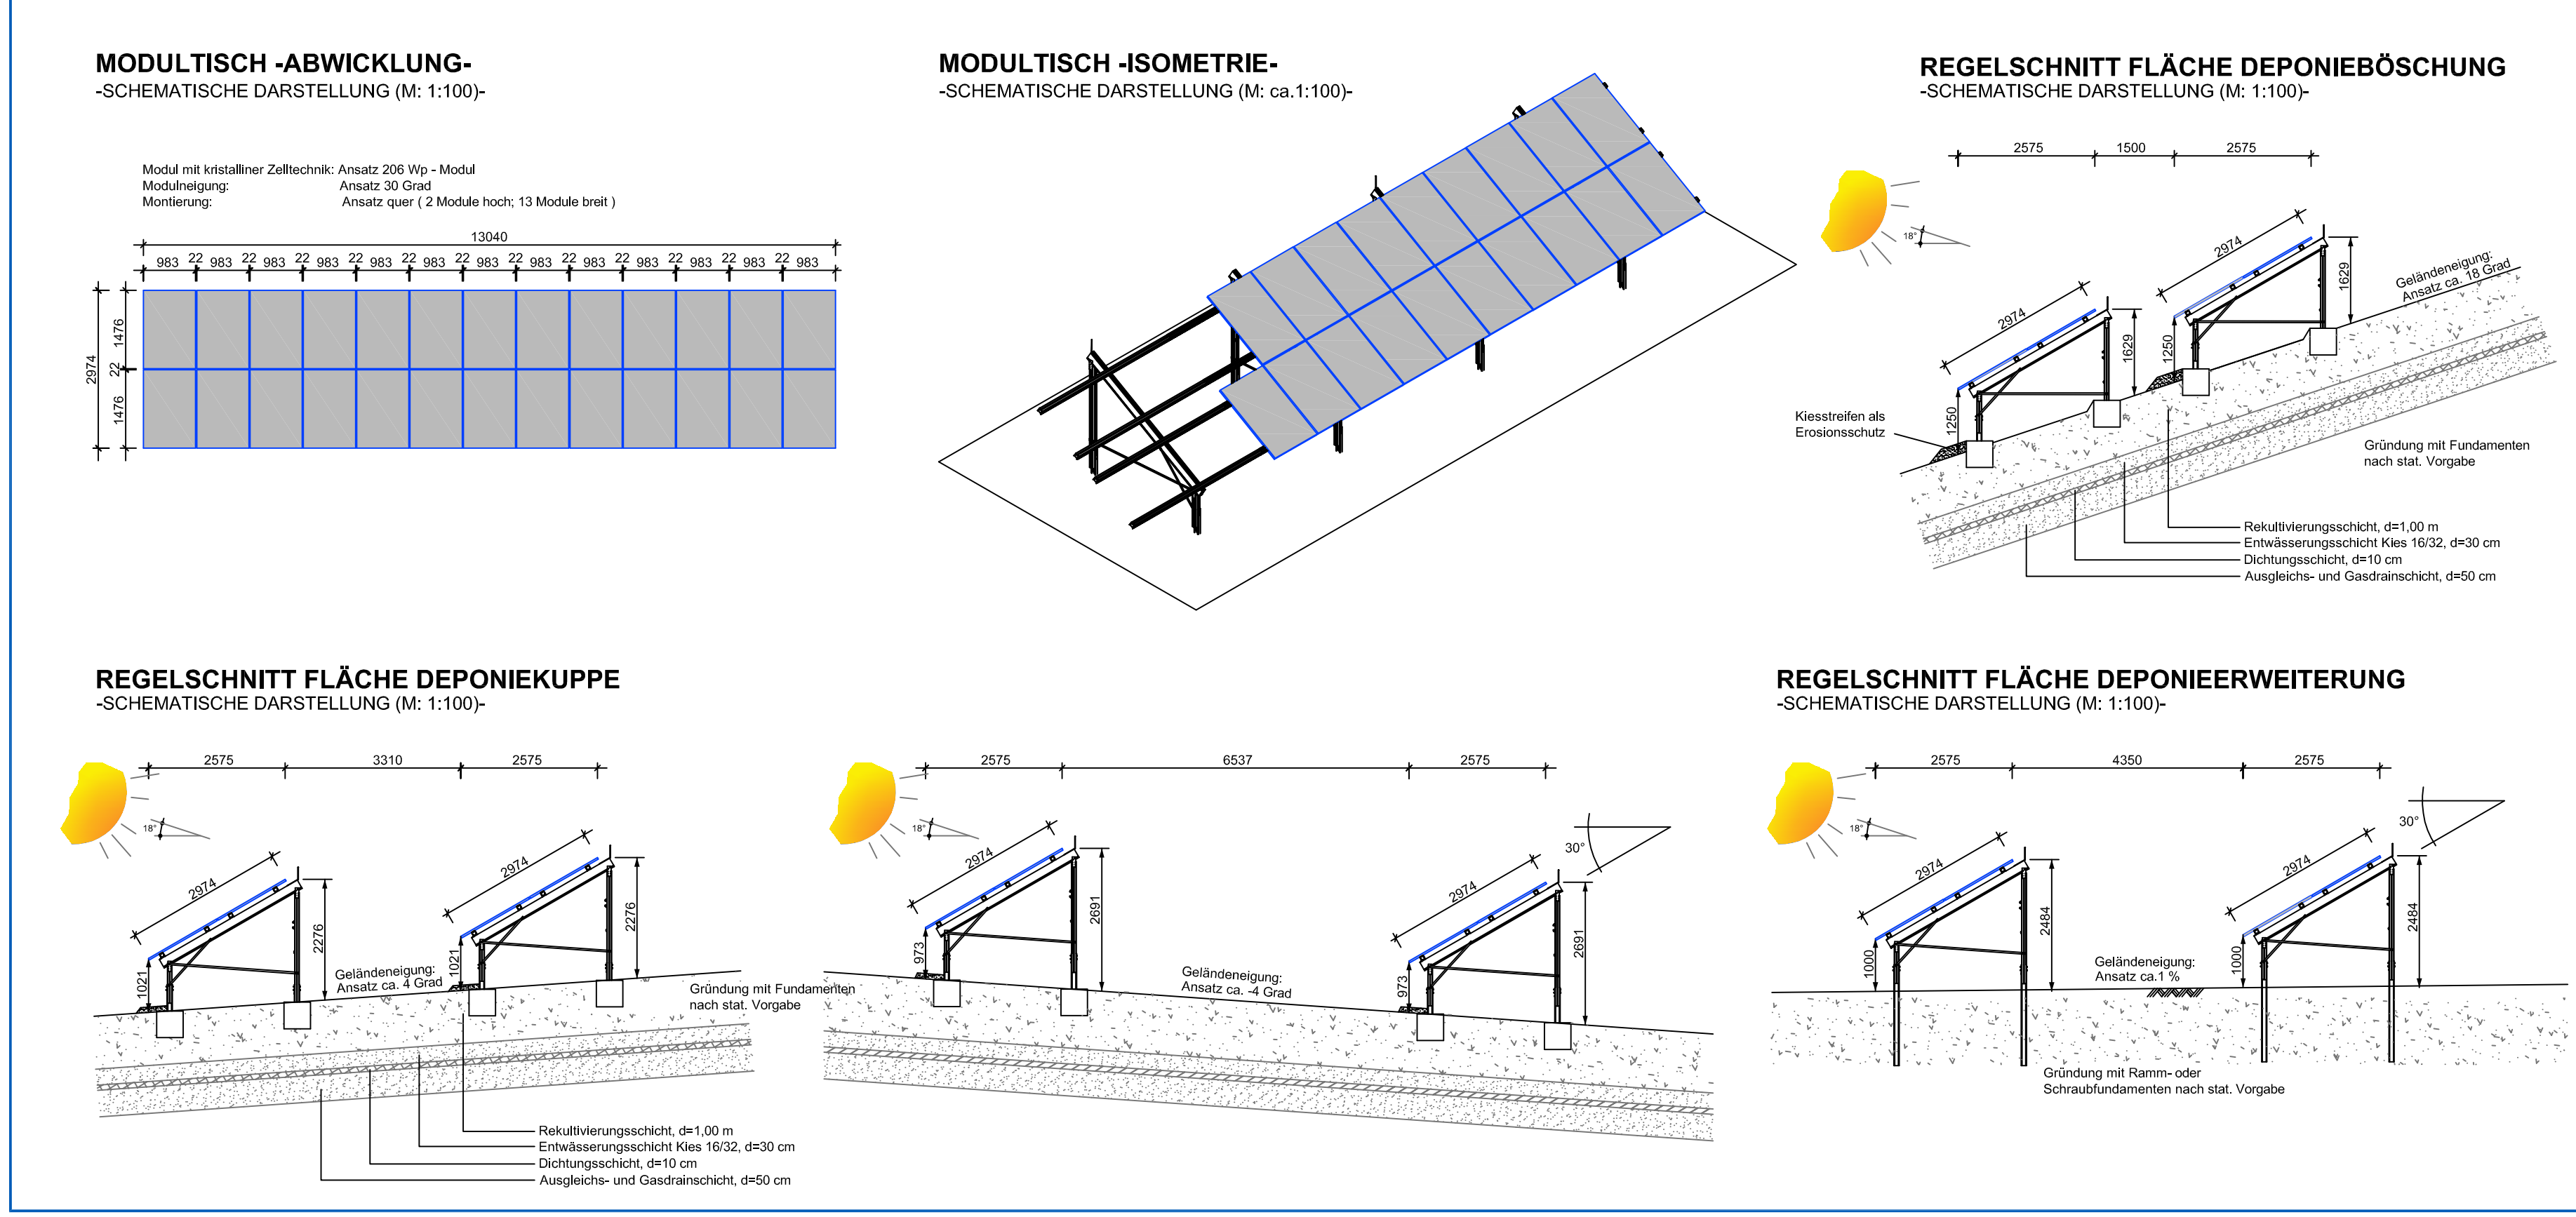 MODULTISCH -ABWICKLUNG-
-SCHEMATISCHE DARSTELLUNG (M: 1:100)-
Modul mit kristalliner Zelltechnik: Ansatz 206 Wp - Modul
Modulneigung: Ansatz 30 Grad
Montierung: Ansatz quer ( 2 Module hoch; 13 Module breit )
13040
983 22 983 22 983 22 983 22 983 22 983 22 983 22 983 22 983 22 983 22 983 22 983 22 983
2974
1476
22
1476
MODULTISCH -ISOMETRIE-
-SCHEMATISCHE DARSTELLUNG (M: ca.1:100)-
REGELSCHNITT FLÄCHE DEPONIEBÖSCHUNG
-SCHEMATISCHE DARSTELLUNG (M: 1:100)-
2575 1500 2575
18°
2974
1629
Geländeneigung:
Ansatz ca. 18 Grad
2974
1629
1250
1250
Kiesstreifen als
Erosionsschutz
Gründung mit Fundamenten
nach stat. Vorgabe
Rekultivierungsschicht, d=1,00 m
Entwässerungsschicht Kies 16/32, d=30 cm
Dichtungsschicht, d=10 cm
Ausgleichs- und Gasdrainschicht, d=50 cm
REGELSCHNITT FLÄCHE DEPONIEKUPPE
-SCHEMATISCHE DARSTELLUNG (M: 1:100)-
2575 3310 2575
18°
2974
2276
1021
2974
2276
1021
Geländeneigung:
Ansatz ca. 4 Grad
Gründung mit Fundamenten
nach stat. Vorgabe
Rekultivierungsschicht, d=1,00 m
Entwässerungsschicht Kies 16/32, d=30 cm
Dichtungsschicht, d=10 cm
Ausgleichs- und Gasdrainschicht, d=50 cm
2575 6537 2575
18°
30°
2974
2691
973
2974
2691
973
Geländeneigung:
Ansatz ca. -4 Grad
REGELSCHNITT FLÄCHE DEPONIEERWEITERUNG
-SCHEMATISCHE DARSTELLUNG (M: 1:100)-
2575 4350 2575
18°
30°
2974
2484
1000
2974
2484
1000
Geländeneigung:
Ansatz ca.1 %
Gründung mit Ramm- oder
Schraubfundamenten nach stat. Vorgabe